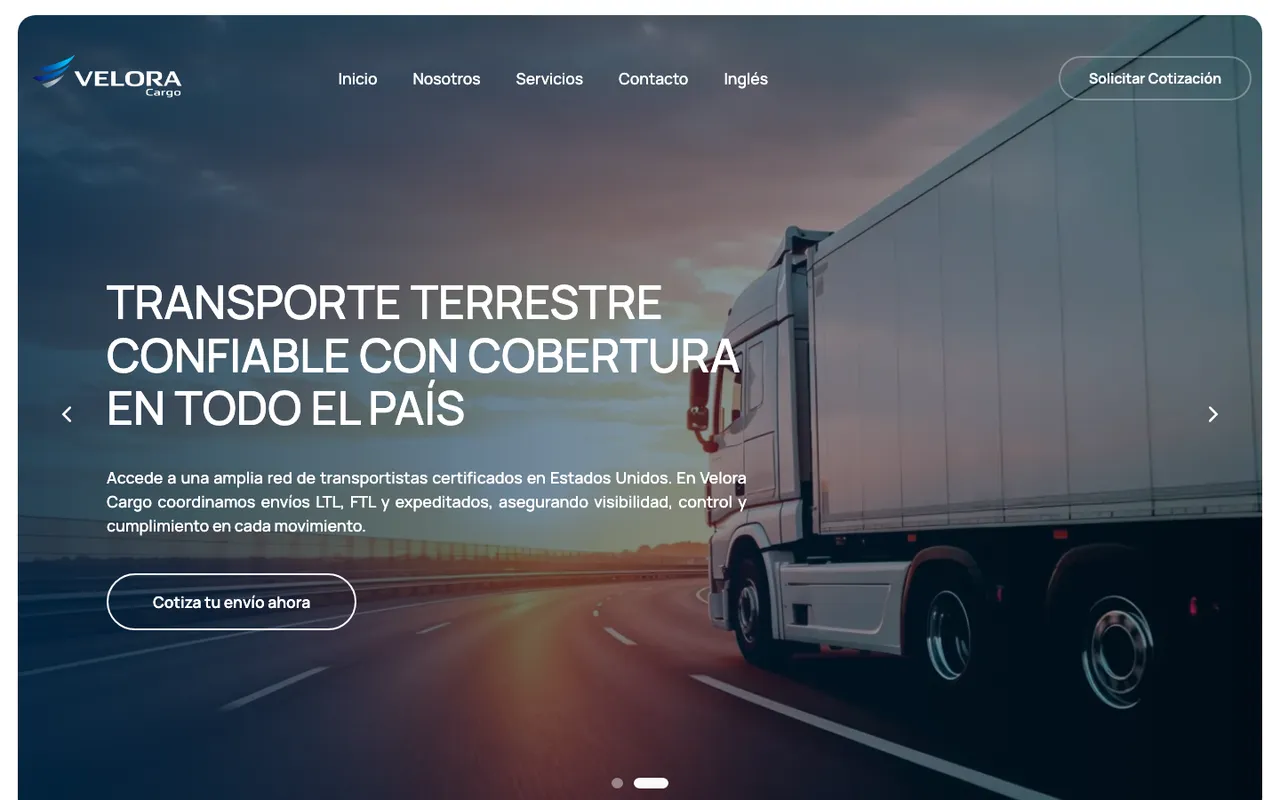 VELORA
Cargo
Inicio
Nosotros
Servicios
Contacto
Inglés
Solicitar Cotización
TRANSPORTE TERRESTRE
CONFIABLE CON COBERTURA
EN TODO EL PAÍS
Accede a una amplia red de transportistas certificados en Estados Unidos. En Velora
Cargo coordinamos envíos LTL, FTL y expeditados, asegurando visibilidad, control y
cumplimiento en cada movimiento.
Cotiza tu envío ahora